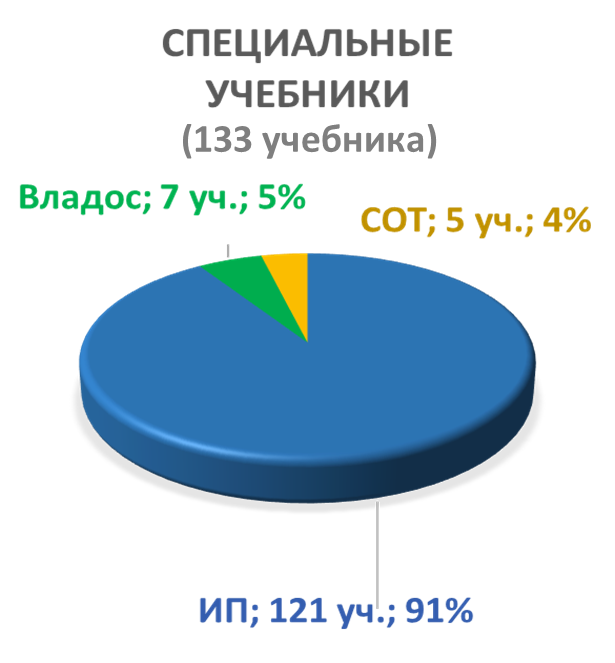 СПЕЦИАЛЬНЫЕ
УЧЕБНИКИ
(133 учебника)
Владос; 7 уч.; 5%
СОТ; 5 уч.; 4%
ИП; 121 уч.; 91%